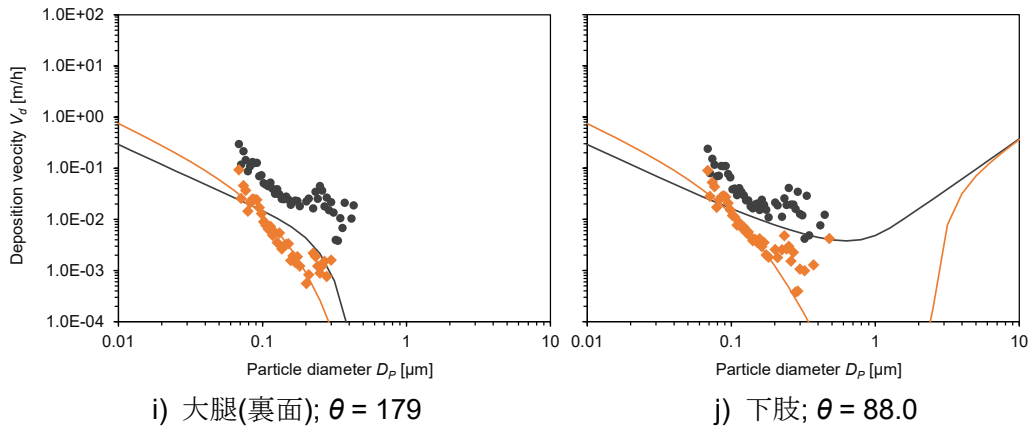 1.0E+02
1.0E+01
1.0E+00
1.0E-01
1.0E-02
1.0E-03
1.0E-04
Deposition veocity Vd [m/h]
0.01 0.1 1 10
0.01 0.1 1 10
Particle diameter DP [µm]
Particle diameter DP [µm]
i) 大腿(裏面); θ = 179
j) 下肢; θ = 88.0